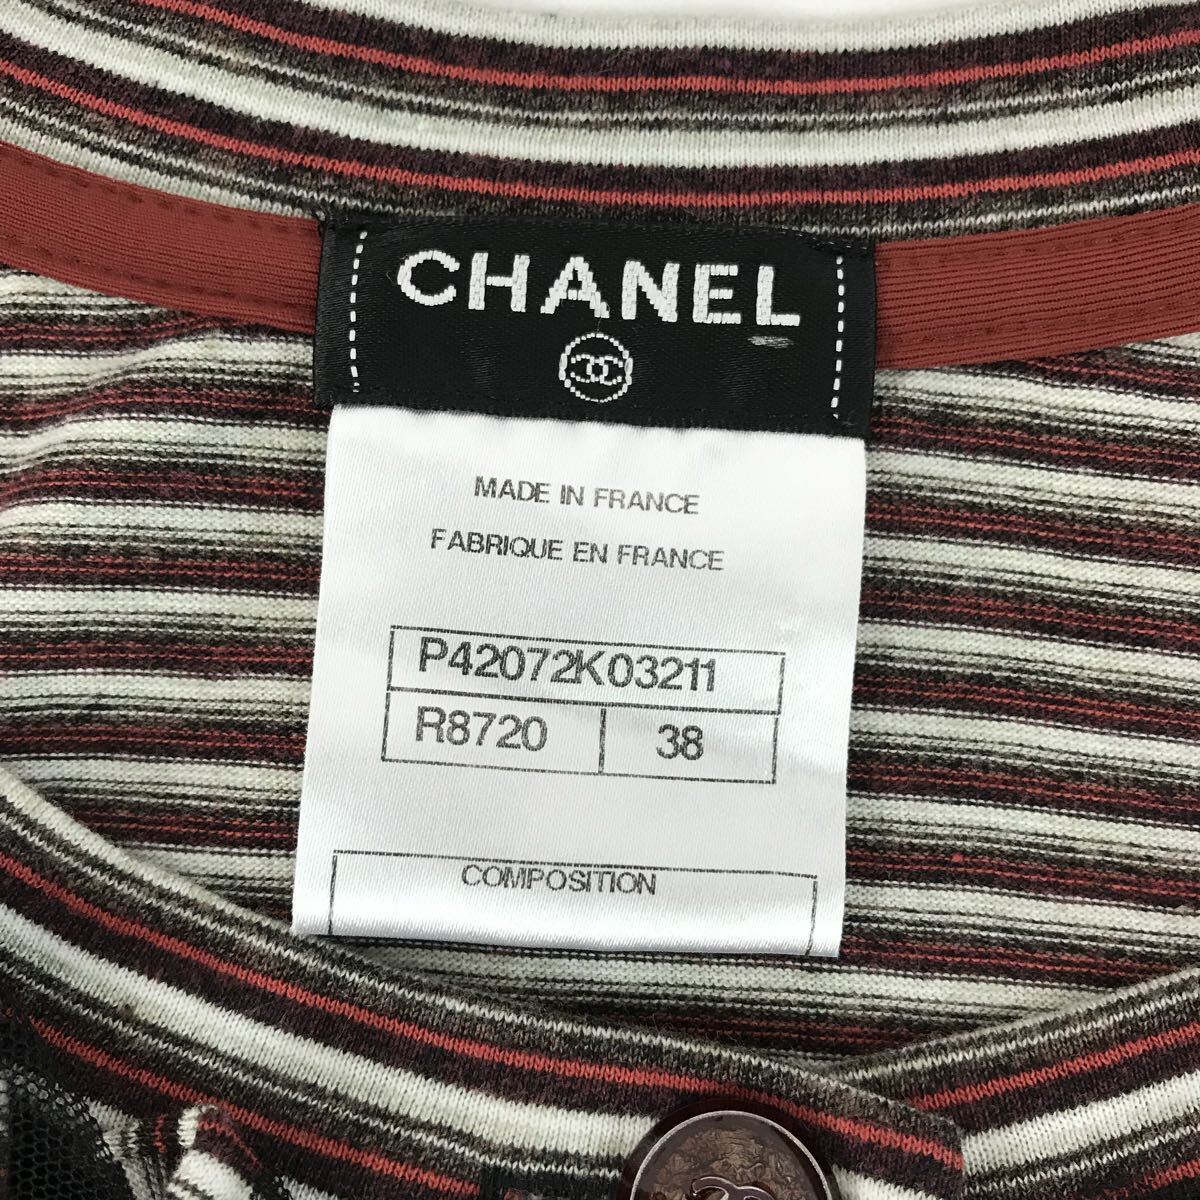 CHANEL
MADE IN FRANCE
FABRIQUE EN FRANCE
P42072K03211
R8720 38
COMPOSITION